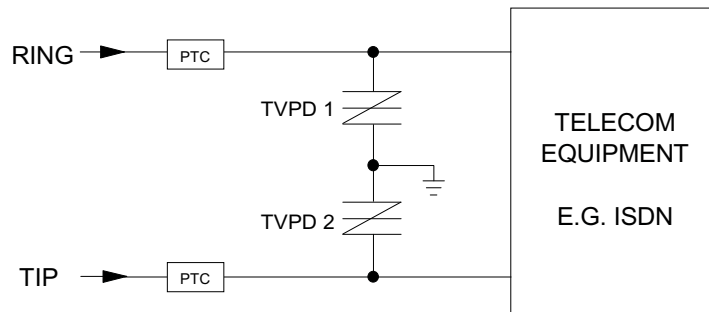 RING
PTC
TVPD 1
TELECOM
EQUIPMENT
E.G. ISDN
TVPD 2
TIP
PTC